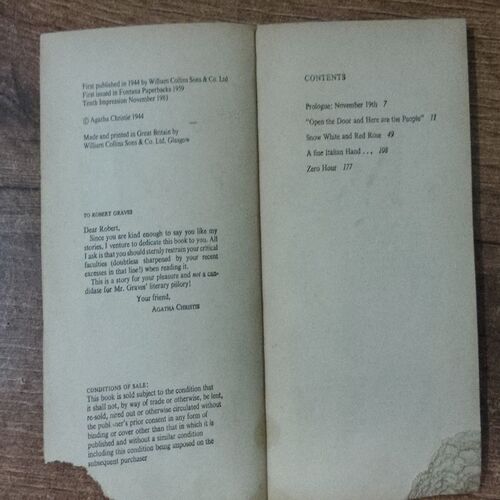 First published in 1944 by William Collins Sons & Co. Ltd
First issued in Fontana Paperbacks 1959
Tenth Impression November 1983
© Agatha Christie 1944
Made and printed in Great Britain by
William Collins Sons & Co. Ltd, Glasgow
TO ROBERT GRAVES
Dear Robert,
Since you are kind enough to say you like my
stories, I venture to dedicate this book to you. All
I ask is that you should sternly restrain your critical
faculties (doubtless sharpened by your recent
excesses in that line!) when reading it.
This is a story for your pleasure and not a can-
didate for Mr. Graves' literary pillory!
Your friend,
AGATHA CHRISTIE
CONDITIONS OF SALE:
This book is sold subject to the condition that
it shall not, by way of trade or otherwise, be lent,
re-sold, hired out or otherwise circulated without
the publisher's prior consent in any form of
binding or cover other than that in which it is
published and without a similar condition
including this condition being imposed on the
subsequent purchaser
CONTENTS
Prologue: November 19th 7
"Open the Door and Here are the People" 11
Snow White and Red Rose 49
A fine Italian Hand . . . 108
Zero Hour 177